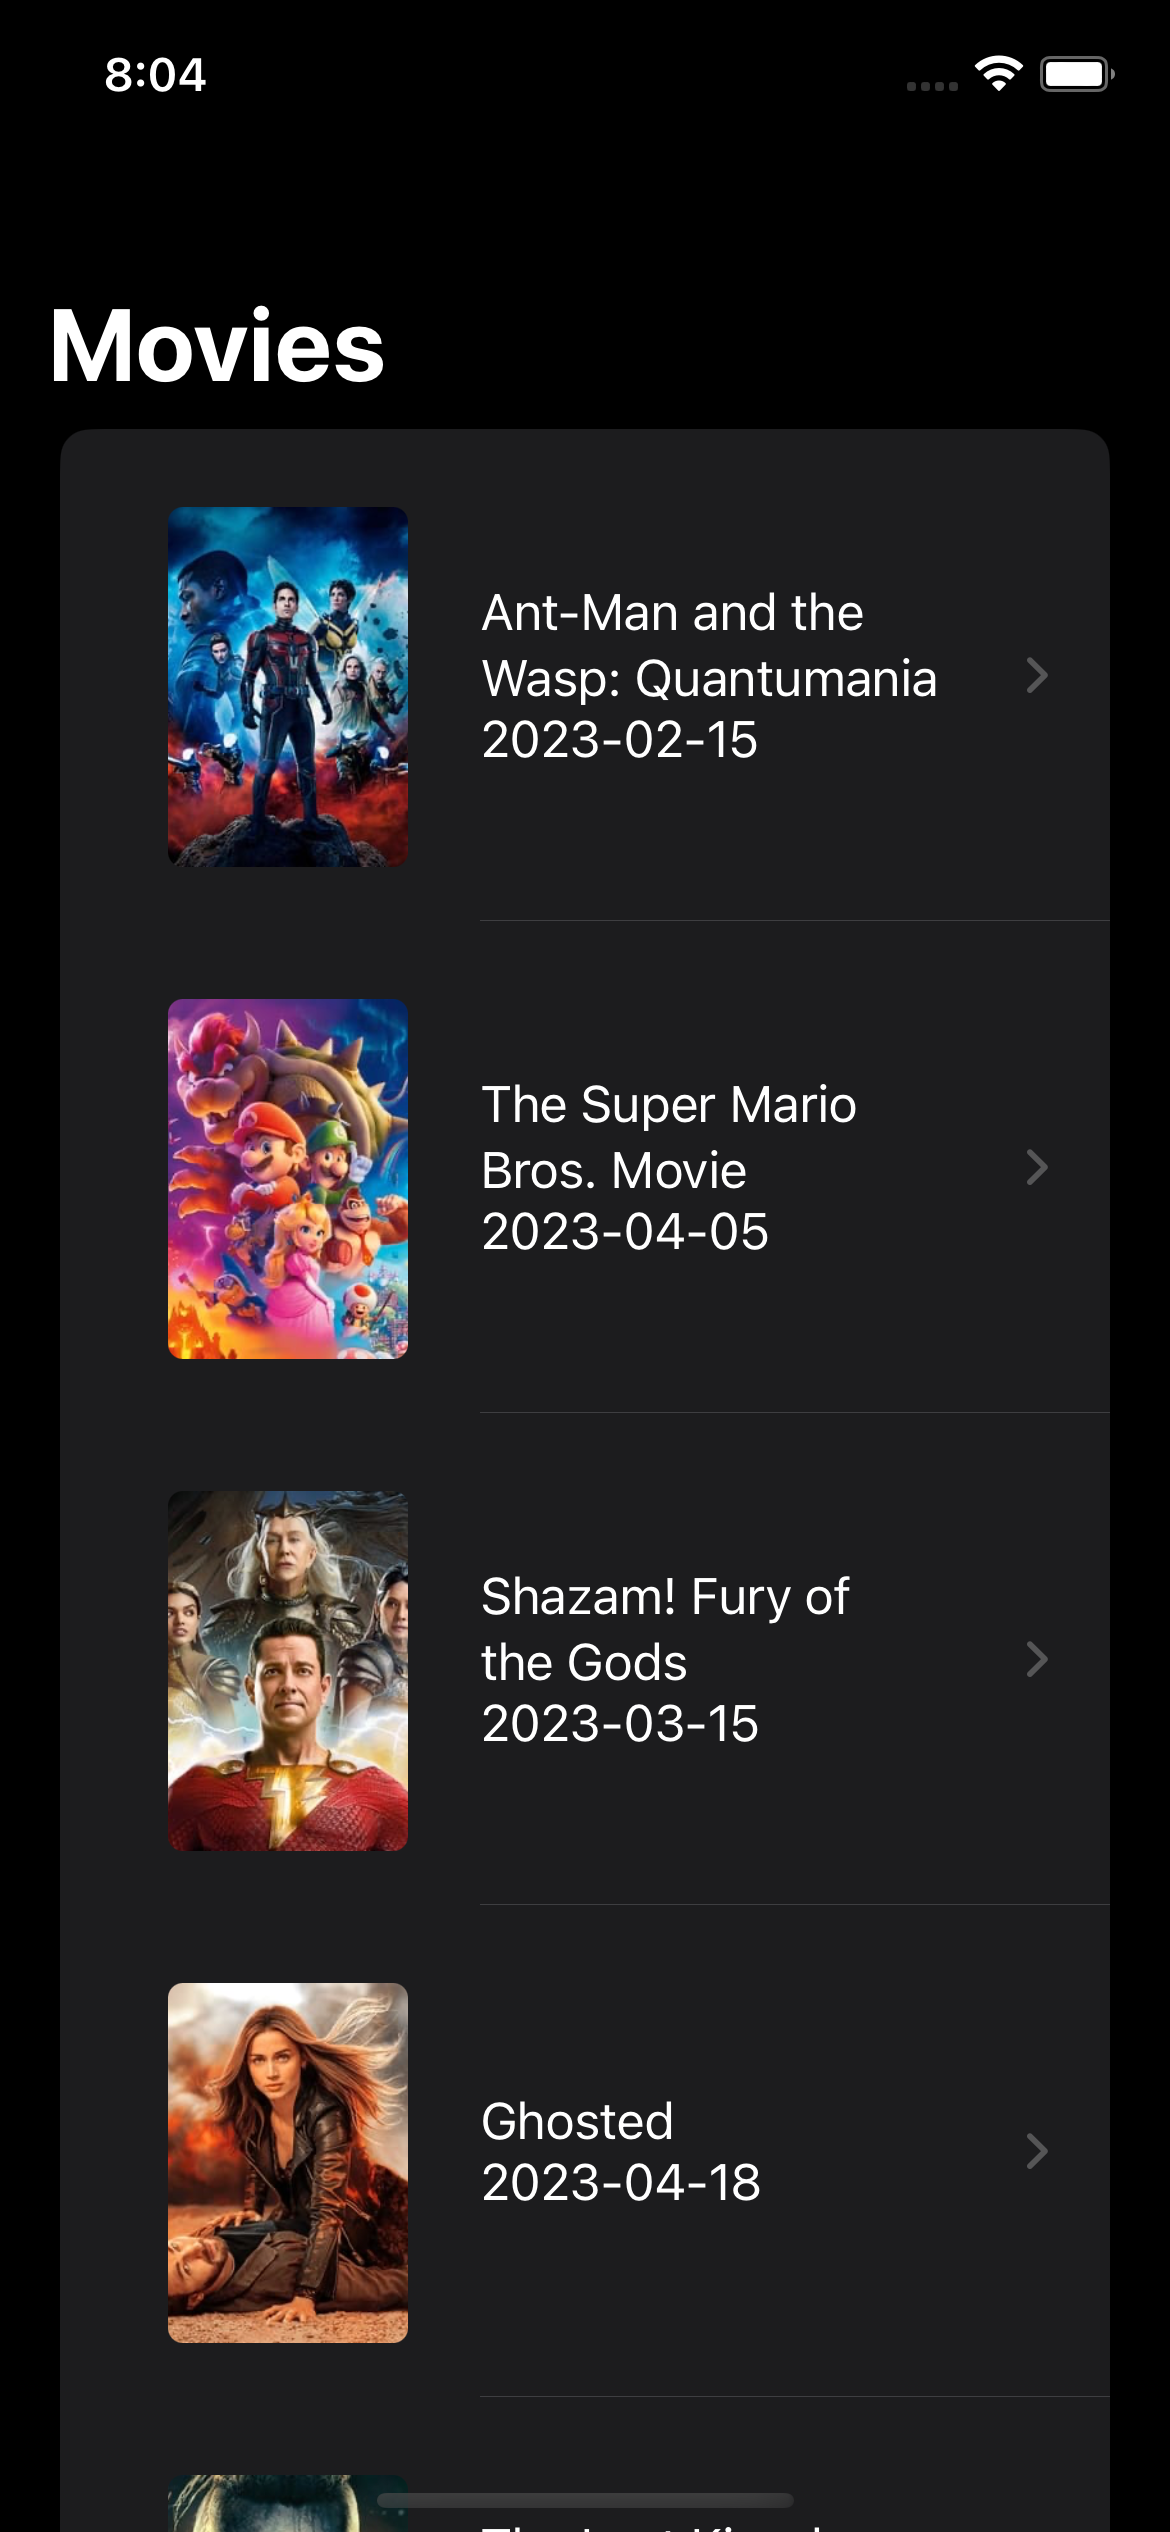 8:04
Movies
Ant-Man and the
Wasp: Quantumania
2023-02-15
The Super Mario
Bros. Movie
2023-04-05
Shazam! Fury of
the Gods
2023-03-15
Ghosted
2023-04-18